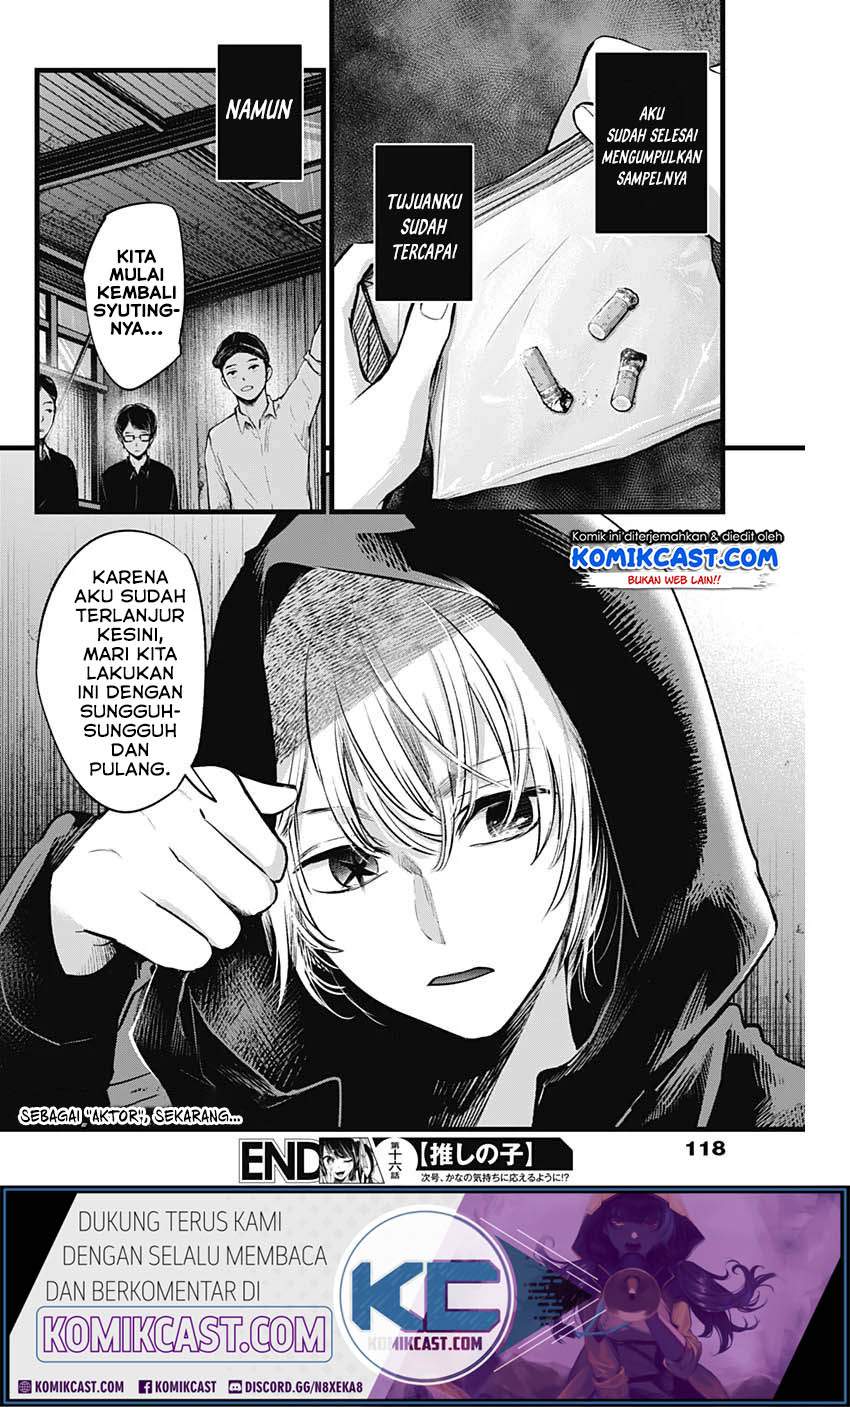 AKU
SUDAH SELESAI
MENGUMPULKAN
SAMPELNYA
TUJUANKU
SUDAH
TERCAPAI
NAMUN
KITA
MULAI
KEMBALI
SYUTING-
NYA...
Komik ini diterjemahkan & diedit oleh
KOMIKCAST.COM
BUKAN WEB LAIN!!
KARENA
AKU SUDAH
TERLANJUR
KESINI,
MARI KITA
LAKUKAN
INI DENGAN
SUNGGUH-
SUNGGUH
DAN
PULANG.
SEBAGAI "AKTOR", SEKARANG...
END
第十六話
【推しの子】
次号、かなの気持ちに応えるように!?
118
DUKUNG TERUS KAMI
DENGAN SELALU MEMBACA
DAN BERKOMENTAR DI
KOMIKCAST.COM
KC
KOMIKCAST.COM
KOMIKCAST.COM
KOMIKCAST
DISCORD.GG/N8XEKA8